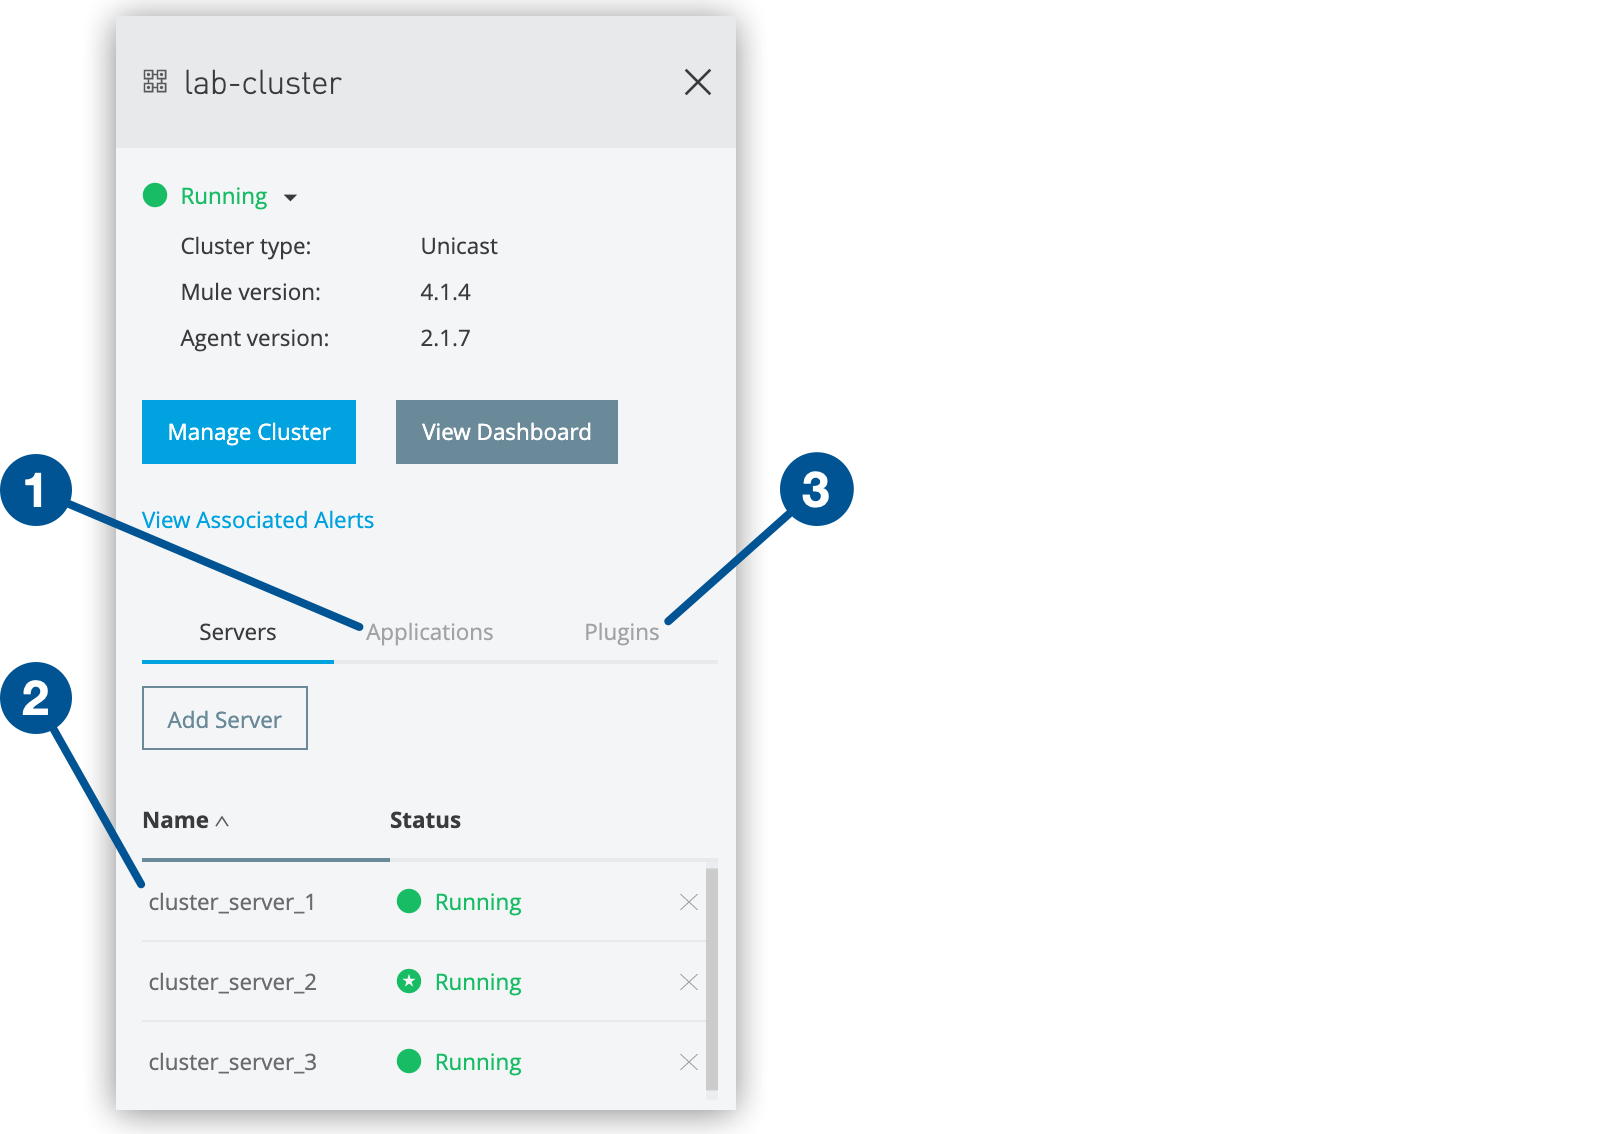 lab-cluster
Running
Cluster type: Unicast
Mule version: 4.1.4
Agent version: 2.1.7
Manage Cluster View Dashboard
1 3
View Associated Alerts
Servers Applications Plugins
2
Add Server
Name Status
cluster_server_1 Running
cluster_server_2 Running
cluster_server_3 Running